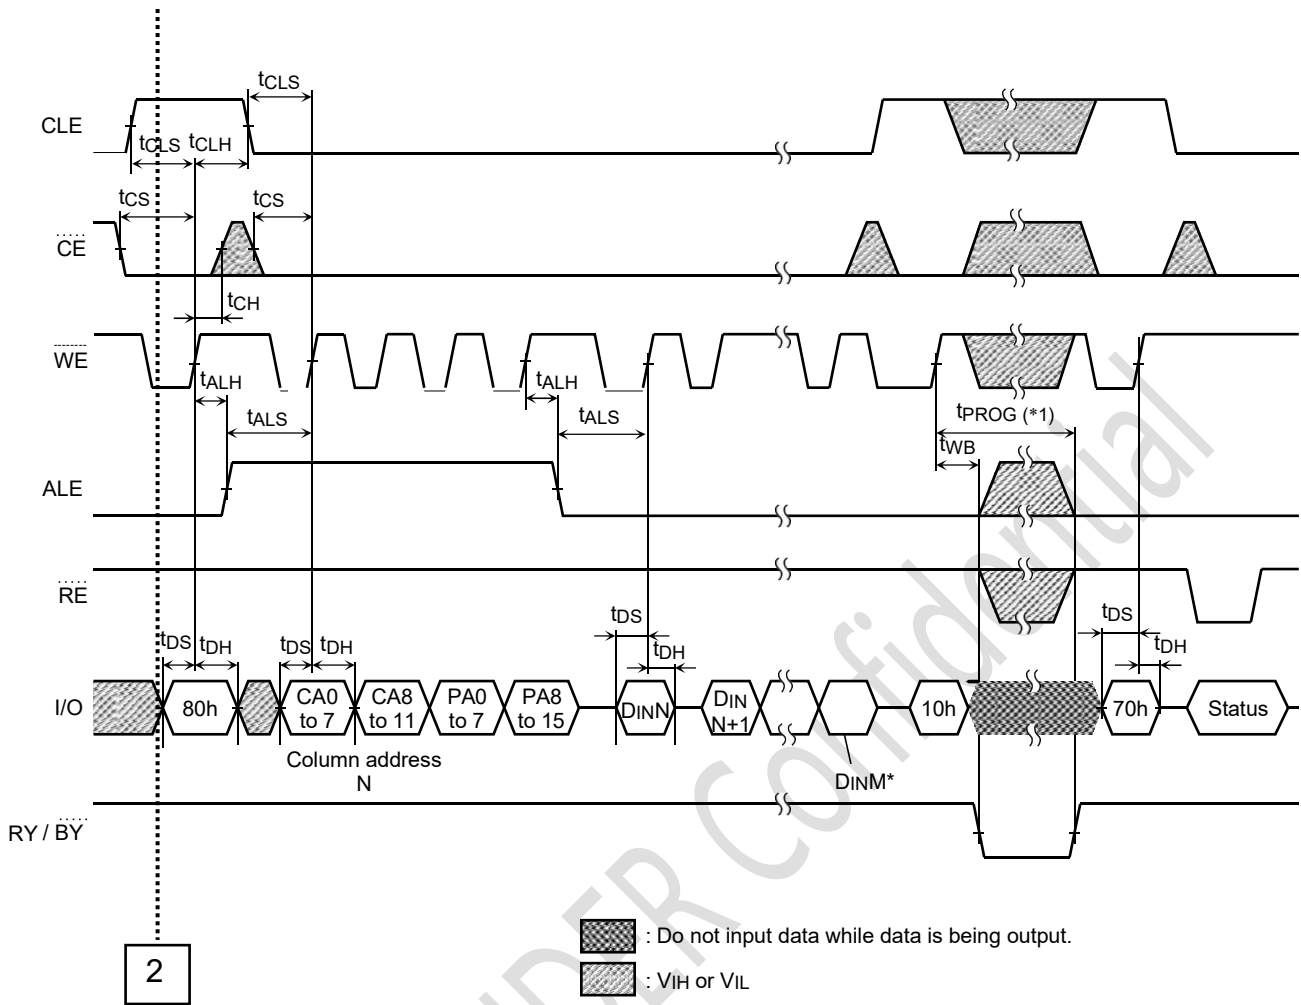 tCLS
CLE
tCLS tCLH
tCS tCS
CE
tCH
WE
tALH tALH
tALS tALS
tPROG (*1)
tWB
ALE
RE
tDS tDH tDS tDH tDS tDH tDS tDH
I/O 80h CA0 to 7 CA8 to 11 PA0 to 7 PA8 to 15 DINN DIN N+1 10h 70h Status
Column address
N
DINM*
RY / BY
: Do not input data while data is being output.
2
: VIH or VIL
Confidential